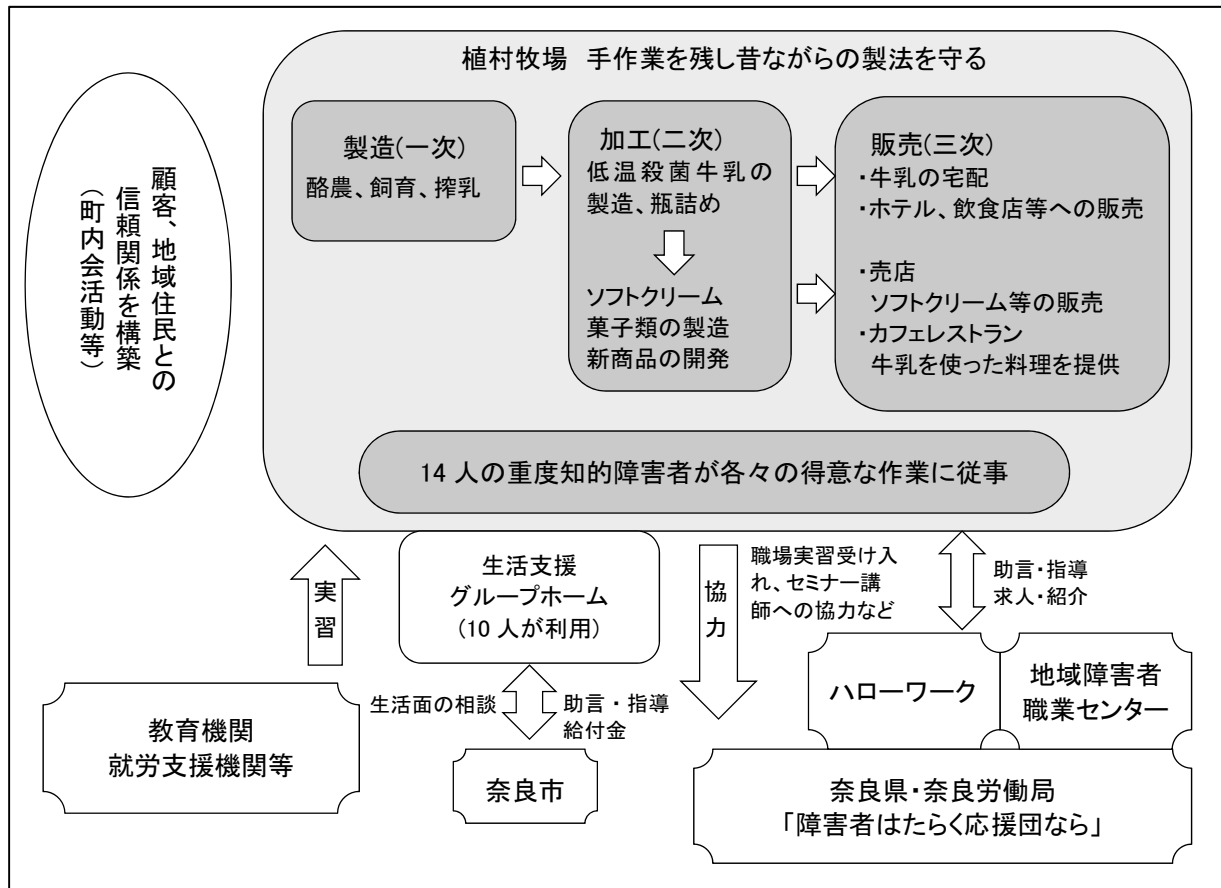 植村牧場 手作業を残し昔ながらの製法を守る
顧客、地域住民との
信頼関係を構築
(町内会活動等)
製造(一次)
酪農、飼育、搾乳
加工(二次)
低温殺菌牛乳の
製造、瓶詰め
ソフトクリーム
菓子類の製造
新商品の開発
販売(三次)
・牛乳の宅配
・ホテル、飲食店等への販売
・売店
ソフトクリーム等の販売
・カフェレストラン
牛乳を使った料理を提供
14 人の重度知的障害者が各々の得意な作業に従事
実習
生活支援
グループホーム
(10 人が利用)
協力
職場実習受け入
れ、セミナー講
師への協力など
助言・指導
求人・紹介
教育機関
就労支援機関等
生活面の相談
助言・指導
給付金
奈良市
ハローワーク
地域障害者
職業センター
奈良県・奈良労働局
「障害者はたらく応援団なら」